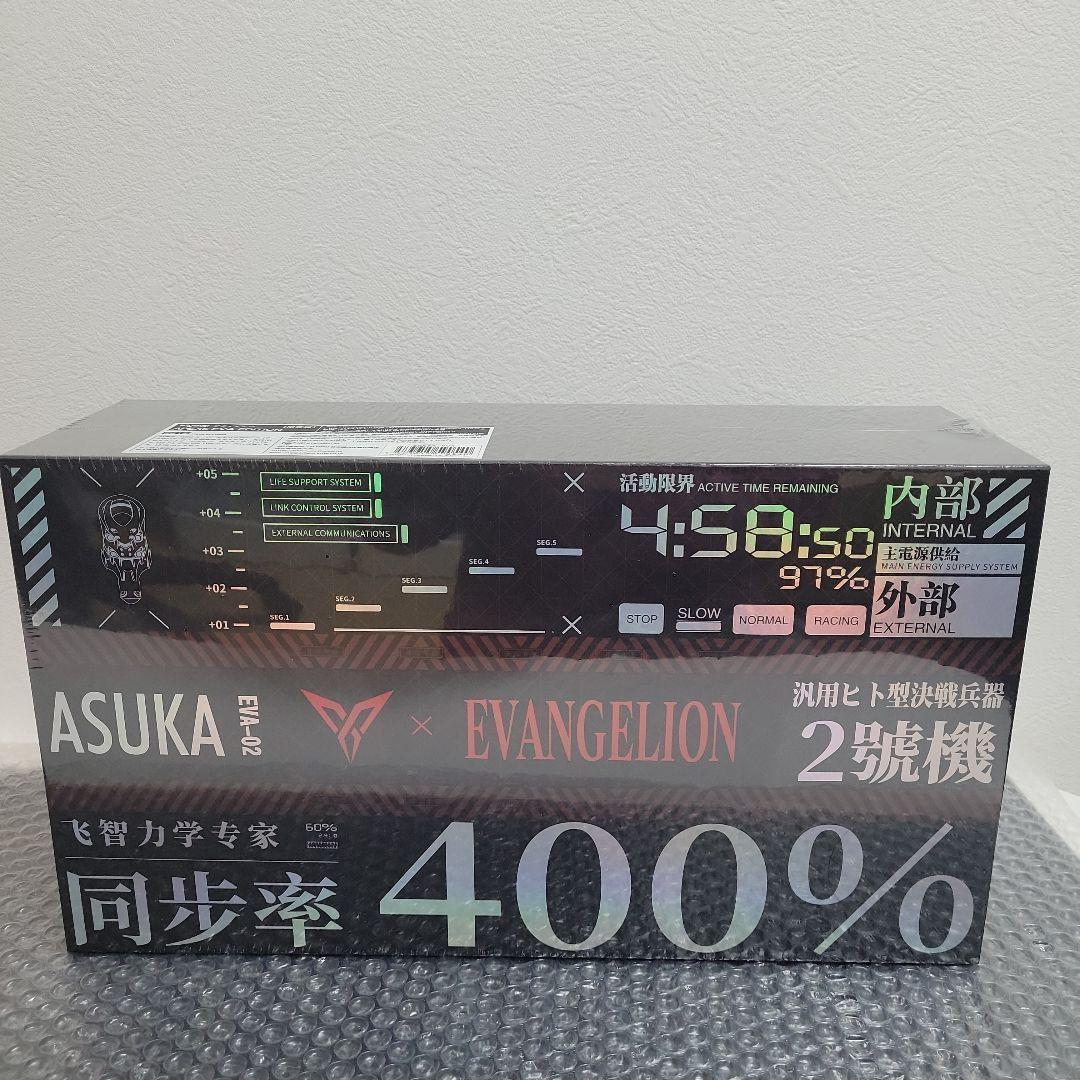 +05
+04
+03
+02
+01
LIFE SUPPORT SYSTEM
LINK CONTROL SYSTEM
EXTERNAL COMMUNICATIONS
SEG.1
SEG.2
SEG.3
SEG.4
SEG.5
活動限界 ACTIVE TIME REMAINING
4:58:50
97%
STOP SLOW NORMAL RACING
内部
INTERNAL
主電源供給
MAIN ENERGY SUPPLY SYSTEM
外部
EXTERNAL
ASUKA EVA-02 × EVANGELION
汎用ヒト型決戦兵器
2號機
飞智力学专家 60%
同步率 400%